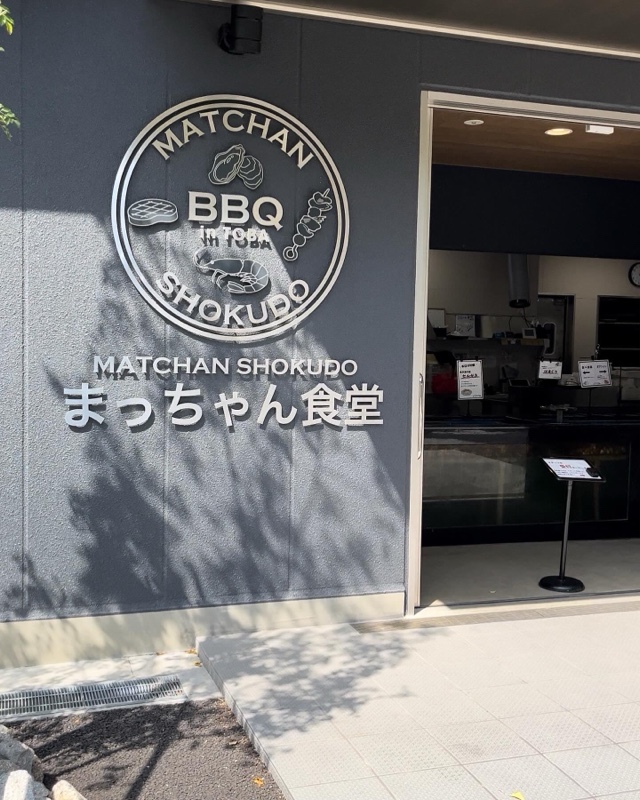 MATCHAN
BBQ
in TOBA
SHOKUDO
MATCHAN SHOKUDO
まっちゃん食堂